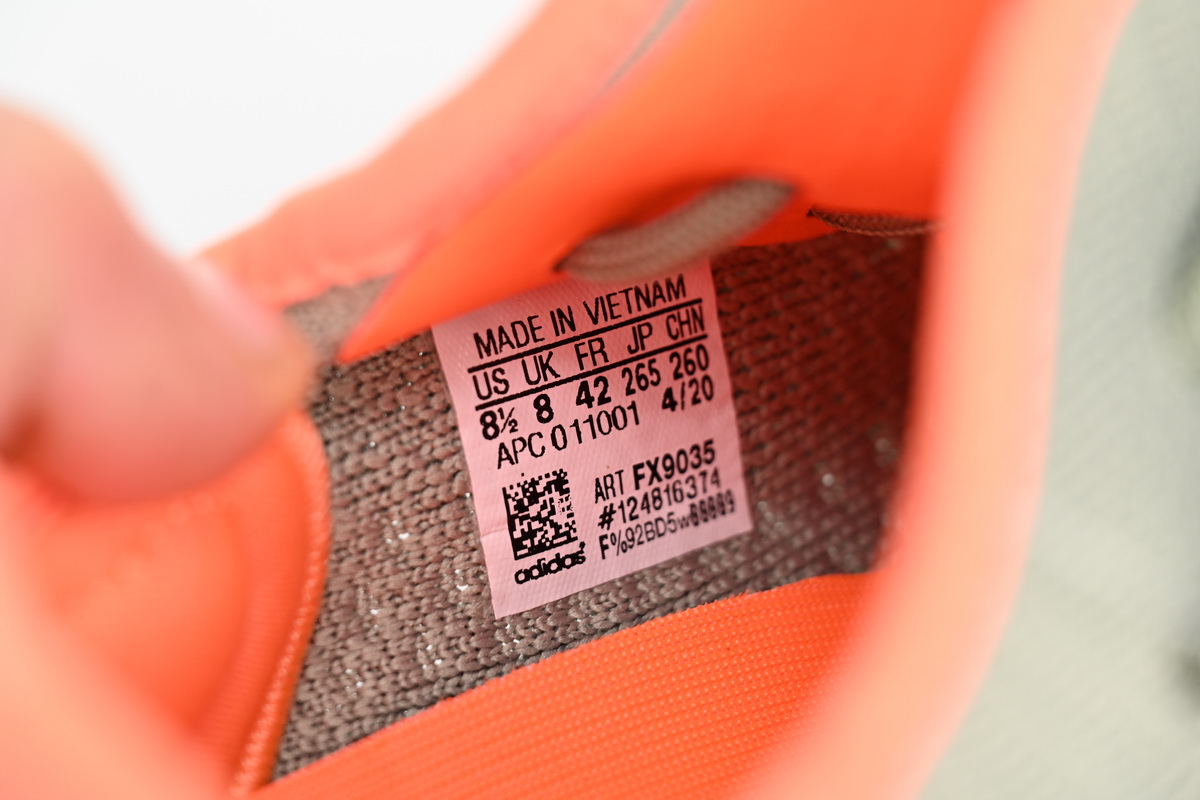 MADE IN VIETNAM
US UK FR JP CHN
8½ 8 42 265 260
APC 011001 4/20
ART FX9035
#124816374
F%92BD5w88889
adidas